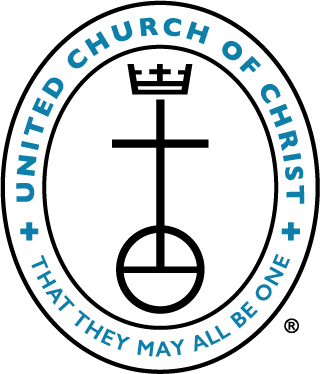 UNITED CHURCH OF CHRIST
THAT THEY MAY ALL BE ONE
®